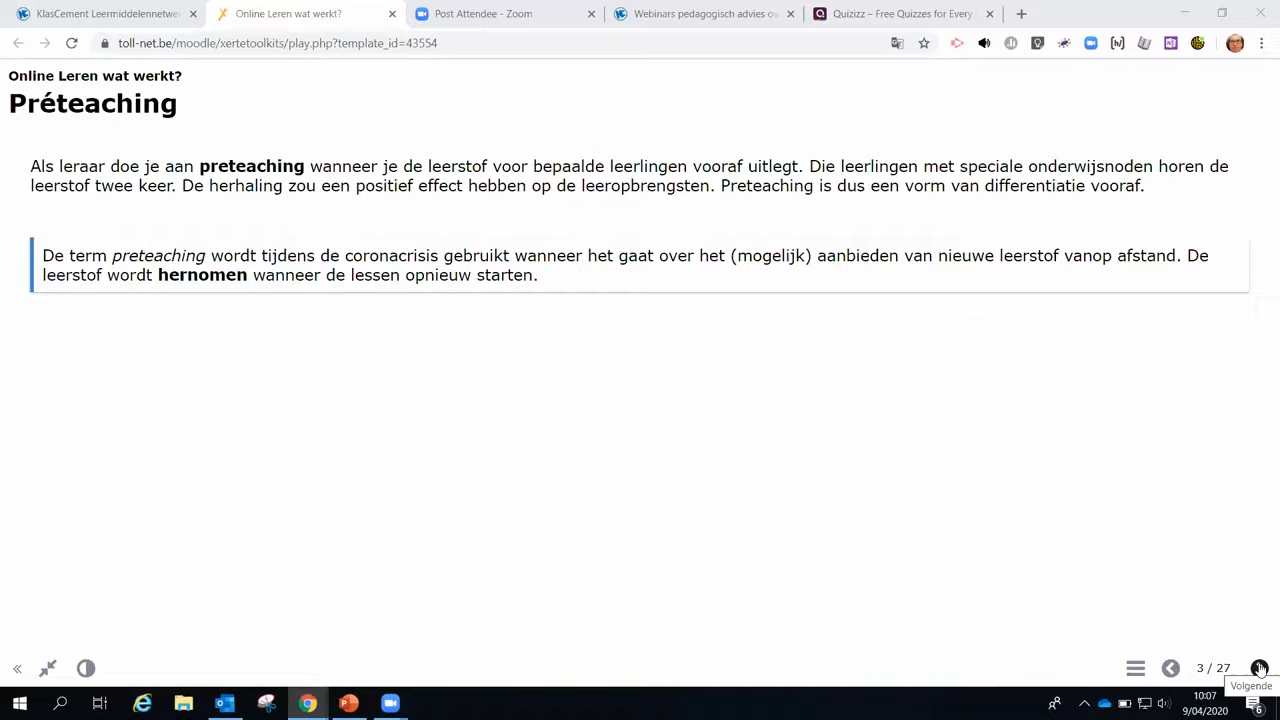 KlasCement Leermiddelennetwe
Online Leren wat werkt?
Post Attendee - Zoom
Webinars pedagogisch advies ov
Quizizz – Free Quizzes for Every
toll-net.be/moodle/xertetoolkits/play.php?template_id=43554
Online Leren wat werkt?
Préteaching
Als leraar doe je aan preteaching wanneer je de leerstof voor bepaalde leerlingen vooraf uitlegt. Die leerlingen met speciale onderwijsnoden horen de
leerstof twee keer. De herhaling zou een positief effect hebben op de leeropbrengsten. Preteaching is dus een vorm van differentiatie vooraf.
De term preteaching wordt tijdens de coronacrisis gebruikt wanneer het gaat over het (mogelijk) aanbieden van nieuwe leerstof vanop afstand. De
leerstof wordt hernomen wanneer de lessen opnieuw starten.
3 / 27
Volgende
10:07
9/04/2020
6